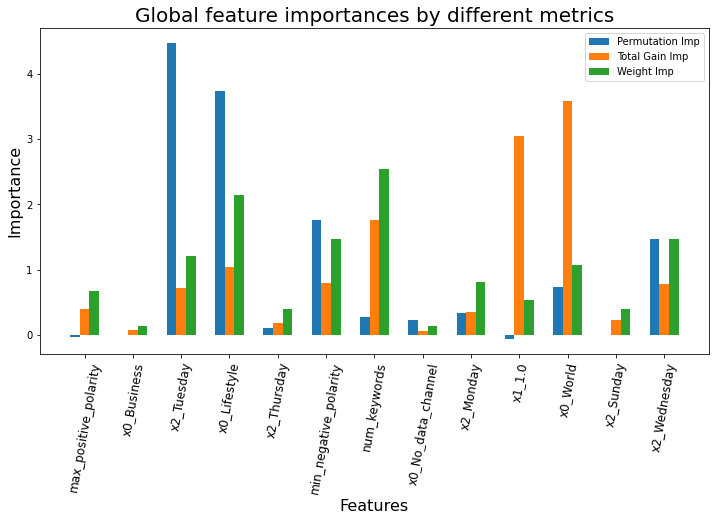 Global feature importances by different metrics
Permutation Imp
Total Gain Imp
Weight Imp
Importance
4
3
2
1
0
max_positive_polarity
x0_Business
x2_Tuesday
x0_Lifestyle
x2_Thursday
min_negative_polarity
num_keywords
x0_No_data_channel
x2_Monday
x1_1.0
x0_World
x2_Sunday
x2_Wednesday
Features